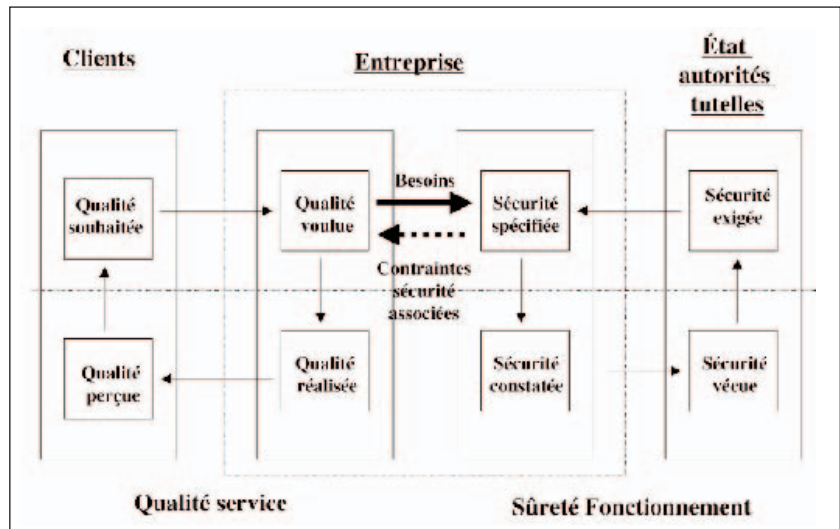 Clients
Entreprise
État
autorités
tutelles
Qualité
souhaitée
Qualité
voulue
Besoins
Sécurité
spécifiée
Sécurité
exigée
Contraintes
sécurité
associées
Qualité
perçue
Qualité
réalisée
Sécurité
constatée
Sécurité
vécue
Qualité service
Sûreté Fonctionnement